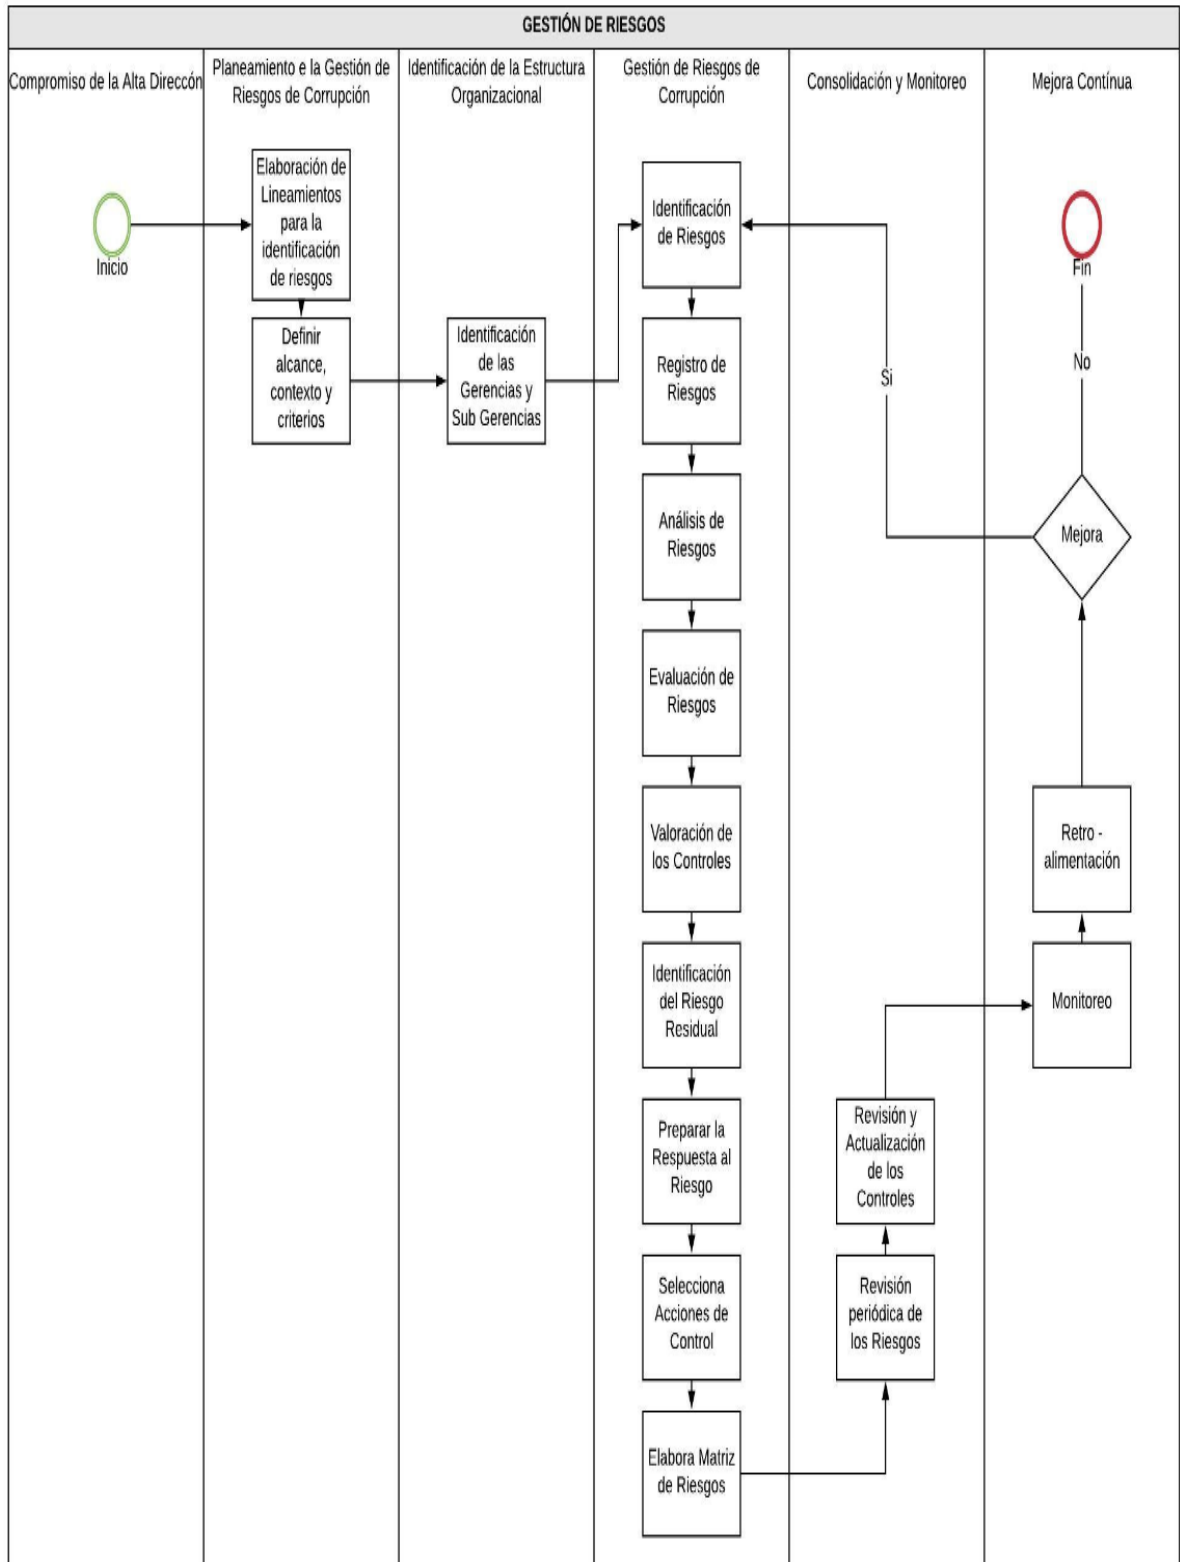 GESTIÓN DE RIESGOS
Compromiso de la Alta Direccón
Planeamiento e la Gestión de
Riesgos de Corrupción
Identificación de la Estructura
Organizacional
Gestión de Riesgos de
Corrupción
Consolidación y Monitoreo
Mejora Contínua
Inicio
Elaboración de
Lineamientos
para la
identificación
de riesgos
Definir
alcance,
contexto y
criterios
Identificación
de las
Gerencias y
Sub Gerencias
Identificación
de Riesgos
Registro de
Riesgos
Análisis de
Riesgos
Evaluación de
Riesgos
Valoración de
los Controles
Identificación
del Riesgo
Residual
Preparar la
Respuesta al
Riesgo
Selecciona
Acciones de
Control
Elabora Matriz
de Riesgos
Revisión
periódica de
los Riesgos
Revisión y
Actualización
de los
Controles
Monitoreo
Retro -
alimentación
Mejora
Si
No
Fin